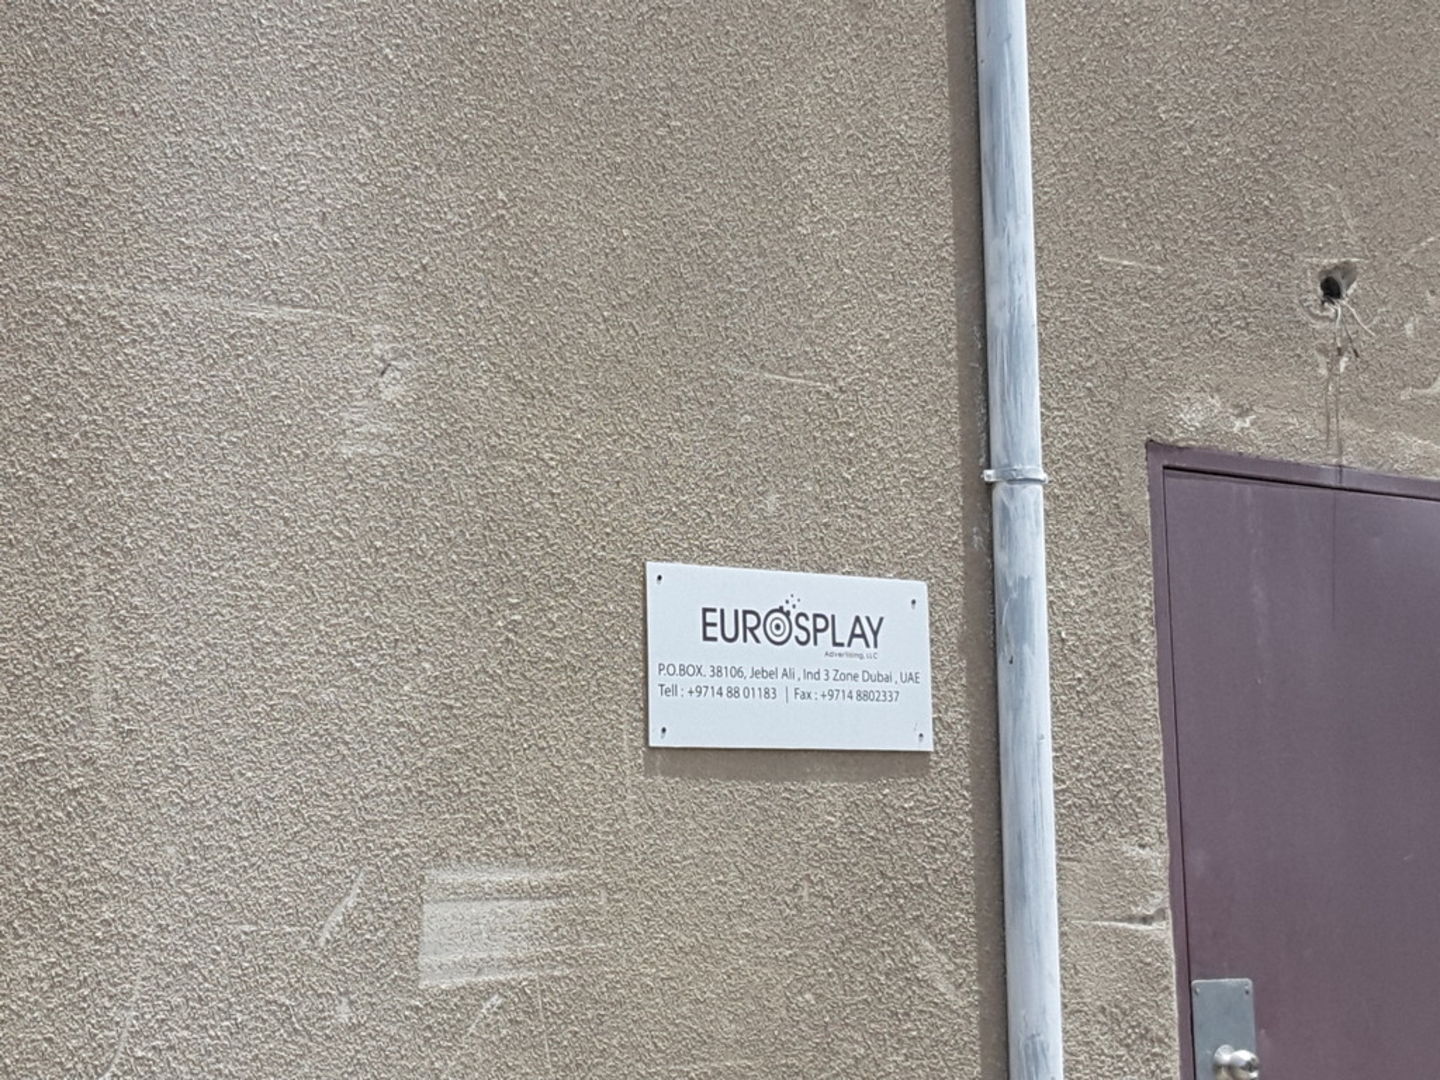 EUROSPLAY
Advertising, LLC
P.O.BOX. 38106, Jebel Ali , Ind 3 Zone Dubai , UAE
Tell : +9714 88 01183 | Fax : +9714 8802337